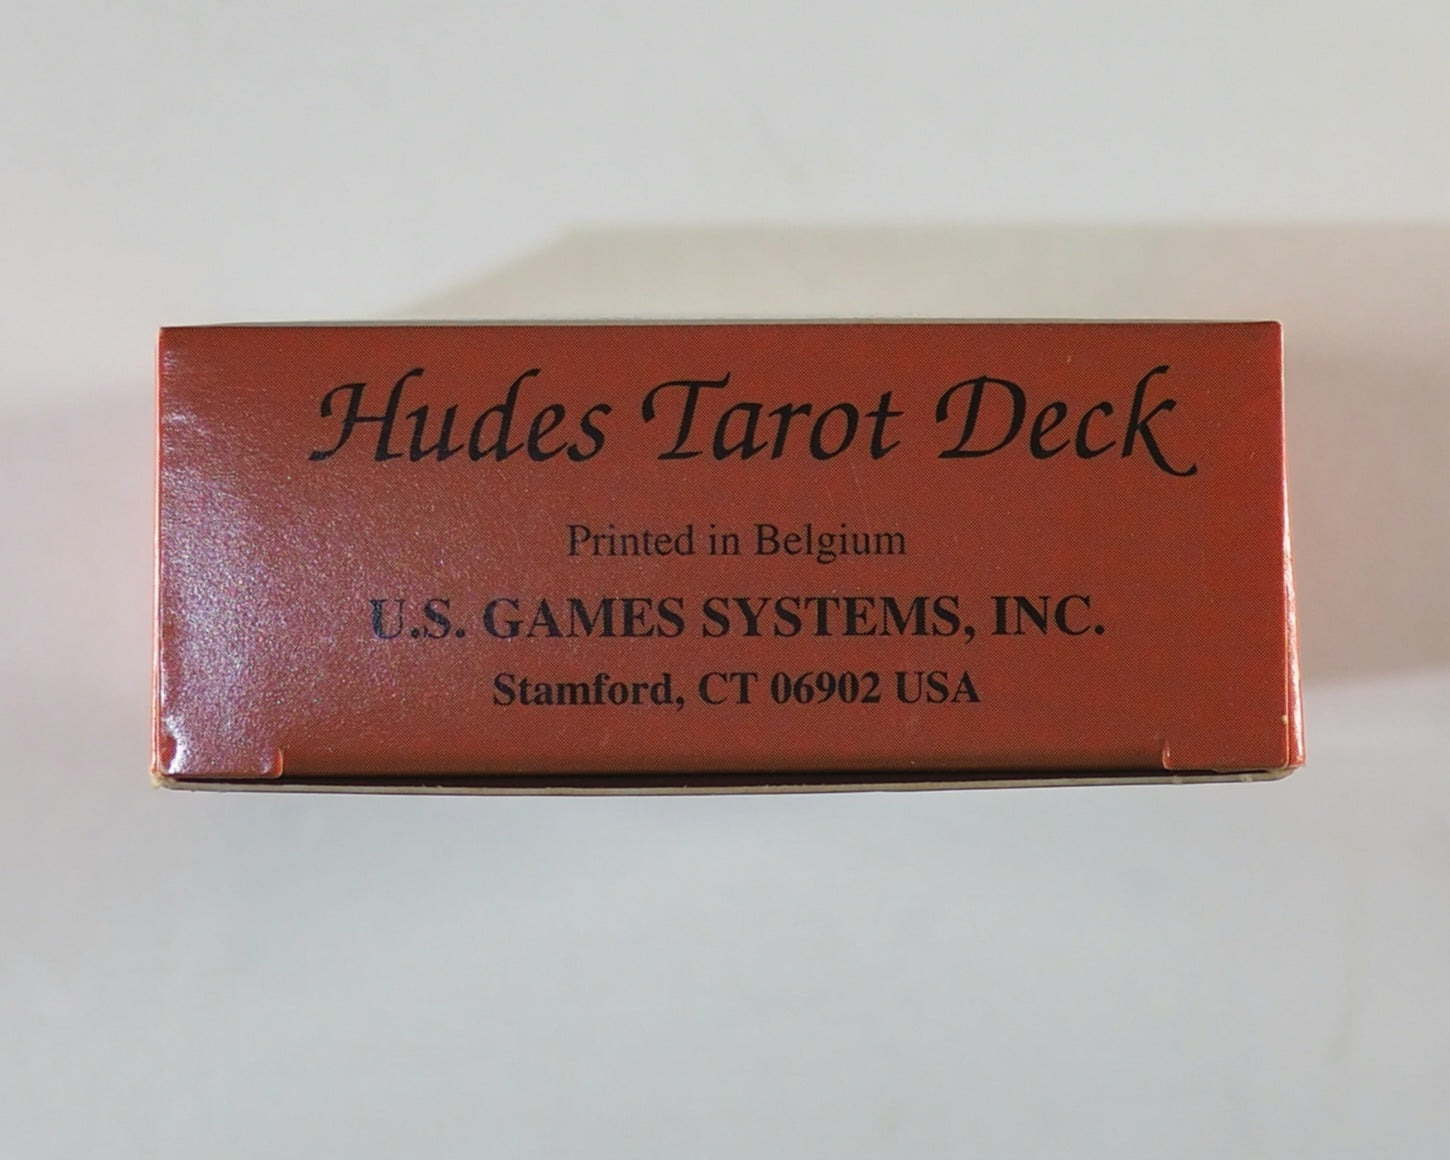 Hudes Tarot Deck
Printed in Belgium
U.S. GAMES SYSTEMS, INC.
Stamford, CT 06902 USA